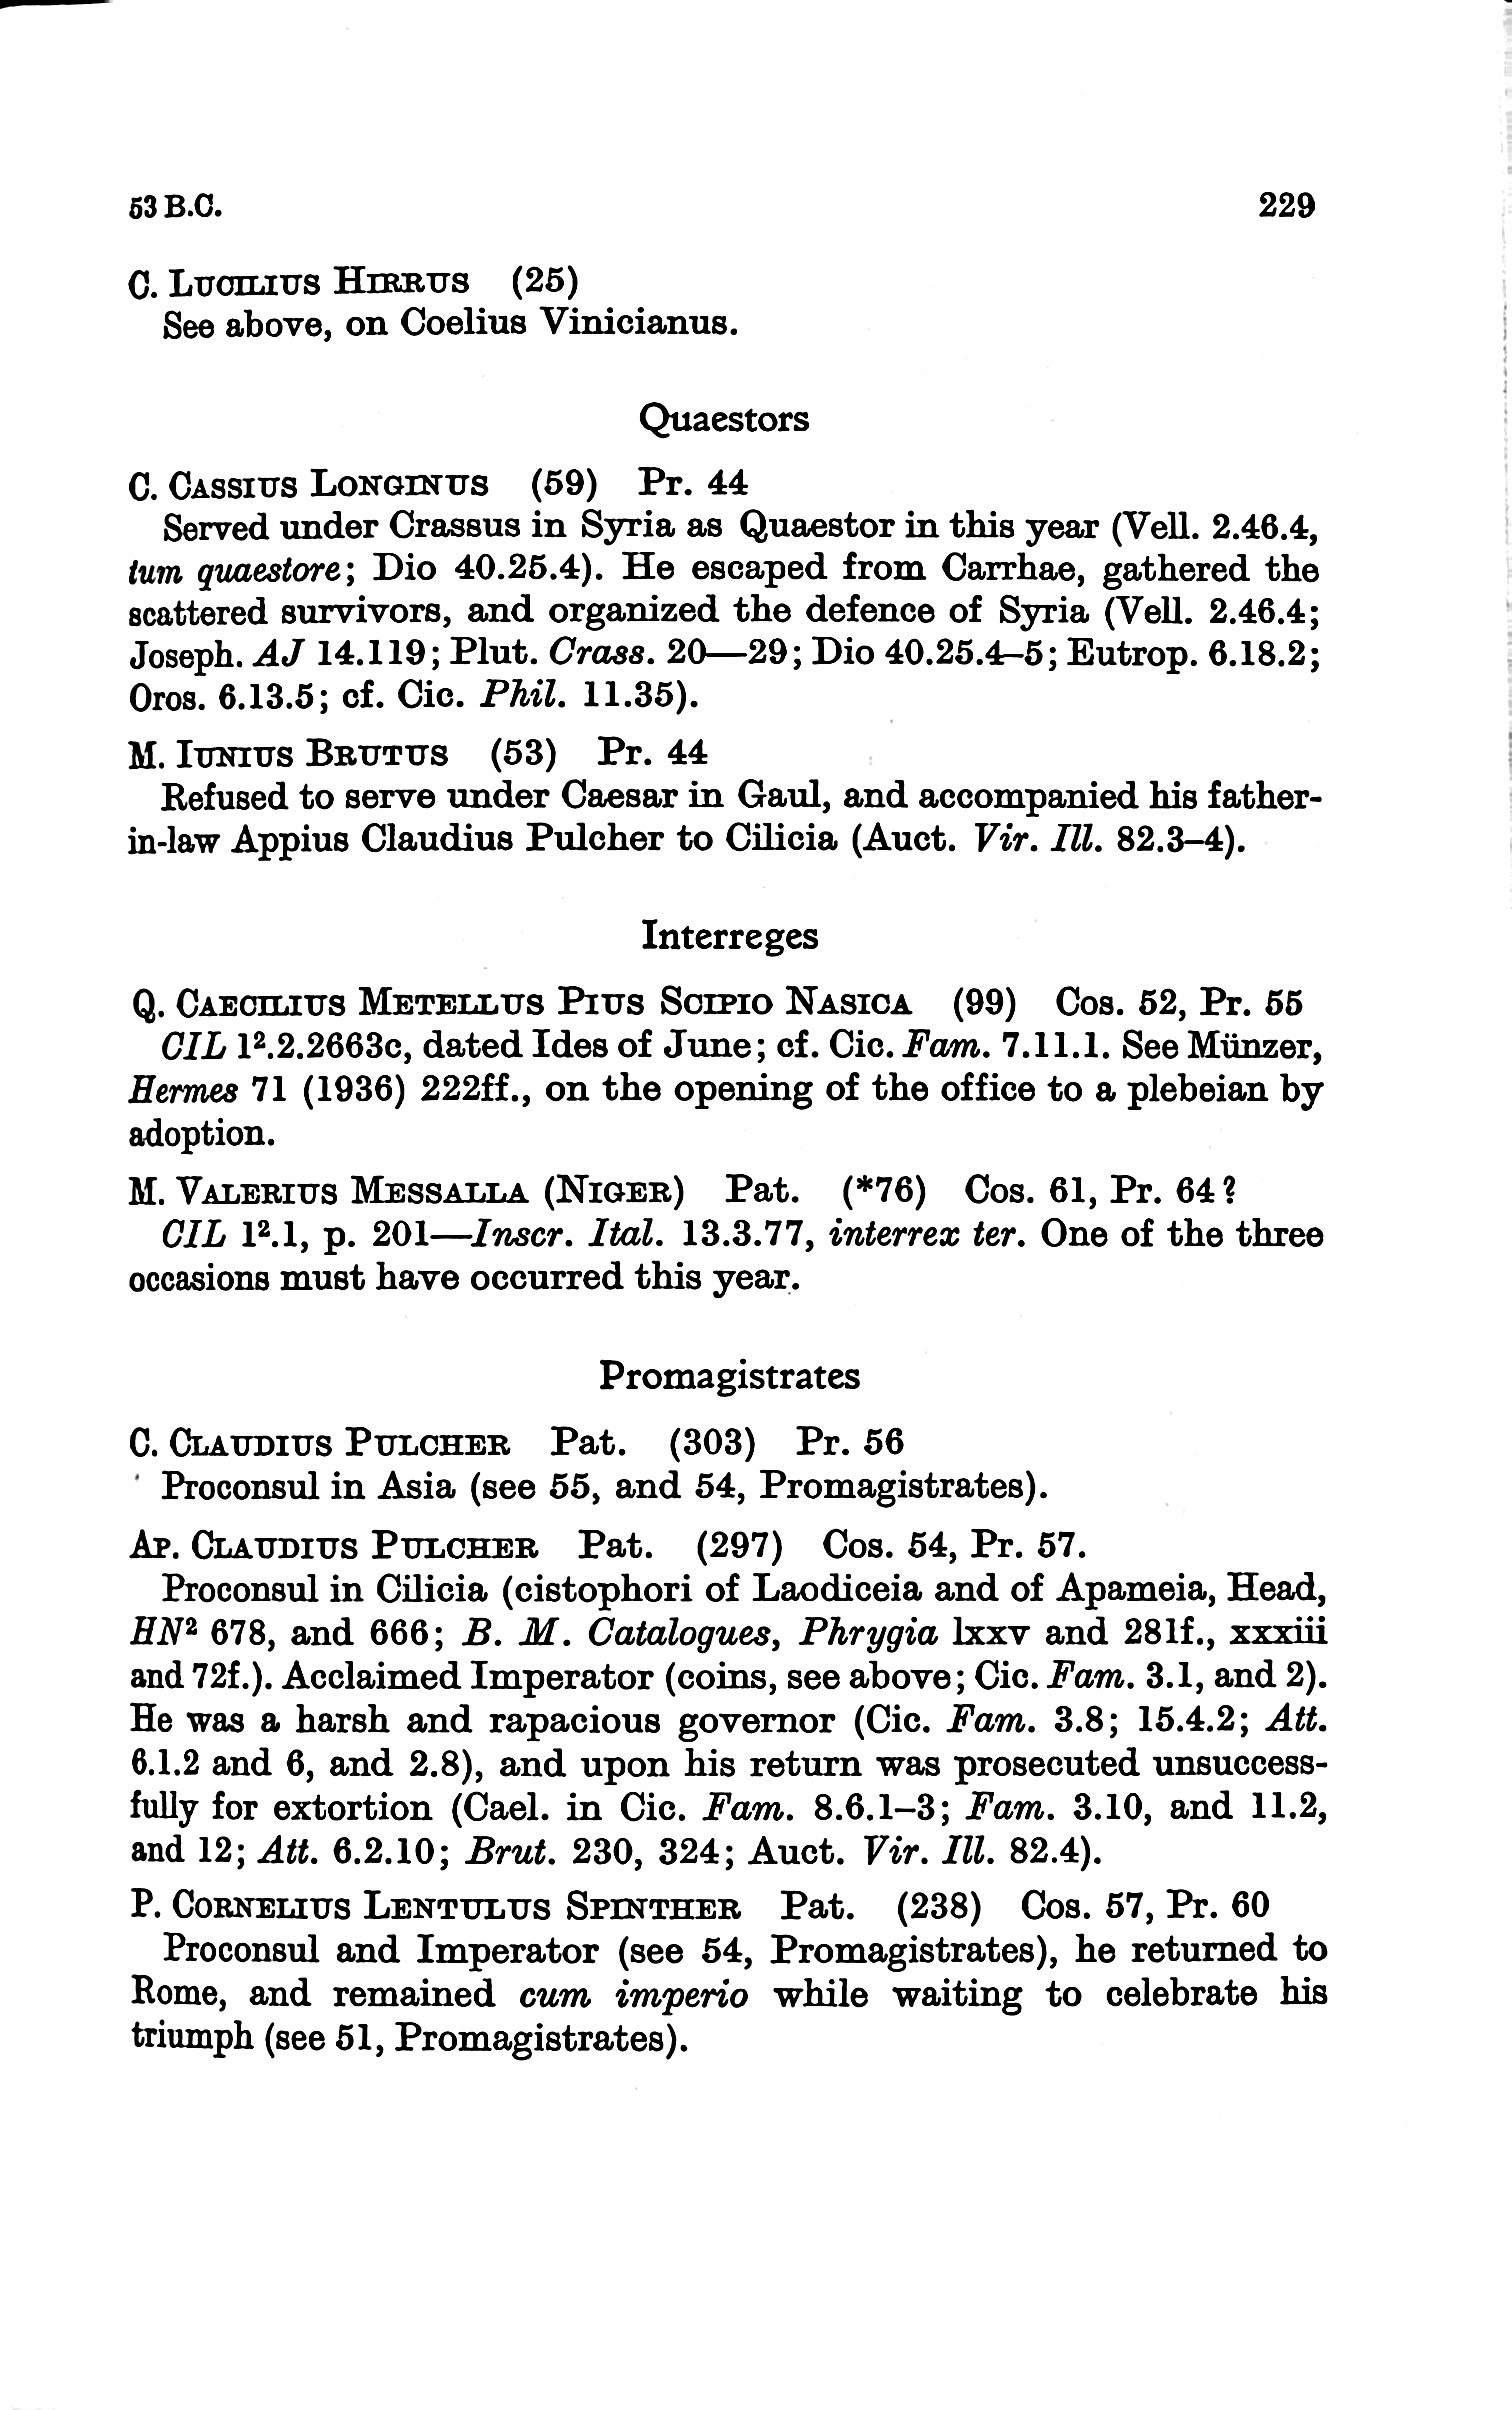 53 B.C. 229
C. LUCILIUS HIRRUS (25)
See above, on Coelius Vinicianus.
Quaestors
C. CASSIUS LONGINUS (59) Pr. 44
Served under Crassus in Syria as Quaestor in this year (Vell. 2.46.4,
tum quaestore; Dio 40.25.4). He escaped from Carrhae, gathered the
scattered survivors, and organized the defence of Syria (Vell. 2.46.4;
Joseph. AJ 14.119; Plut. Crass. 20—29; Dio 40.25.4–5; Eutrop. 6.18.2;
Oros. 6.13.5; cf. Cic. Phil. 11.35).
M. IUNIUS BRUTUS (53) Pr. 44
Refused to serve under Caesar in Gaul, and accompanied his father-
in-law Appius Claudius Pulcher to Cilicia (Auct. Vir. Ill. 82.3–4).
Interreges
Q. CAECILIUS METELLUS PIUS SCIPIO NASICA (99) Cos. 52, Pr. 55
CIL 1².2.2663c, dated Ides of June; cf. Cic. Fam. 7.11.1. See Münzer,
Hermes 71 (1936) 222ff., on the opening of the office to a plebeian by
adoption.
M. VALERIUS MESSALLA (NIGER) Pat. (*76) Cos. 61, Pr. 64?
CIL 1².1, p. 201—Inscr. Ital. 13.3.77, interrex ter. One of the three
occasions must have occurred this year.
Promagistrates
C. CLAUDIUS PULCHER Pat. (303) Pr. 56
Proconsul in Asia (see 55, and 54, Promagistrates).
AP. CLAUDIUS PULCHER Pat. (297) Cos. 54, Pr. 57.
Proconsul in Cilicia (cistophori of Laodiceia and of Apameia, Head,
HN² 678, and 666; B. M. Catalogues, Phrygia lxxv and 281f., xxxiii
and 72f.). Acclaimed Imperator (coins, see above; Cic. Fam. 3.1, and 2).
He was a harsh and rapacious governor (Cic. Fam. 3.8; 15.4.2; Att.
6.1.2 and 6, and 2.8), and upon his return was prosecuted unsuccess-
fully for extortion (Cael. in Cic. Fam. 8.6.1–3; Fam. 3.10, and 11.2,
and 12; Att. 6.2.10; Brut. 230, 324; Auct. Vir. Ill. 82.4).
P. CORNELIUS LENTULUS SPINTHER Pat. (238) Cos. 57, Pr. 60
Proconsul and Imperator (see 54, Promagistrates), he returned to
Rome, and remained cum imperio while waiting to celebrate his
triumph (see 51, Promagistrates).